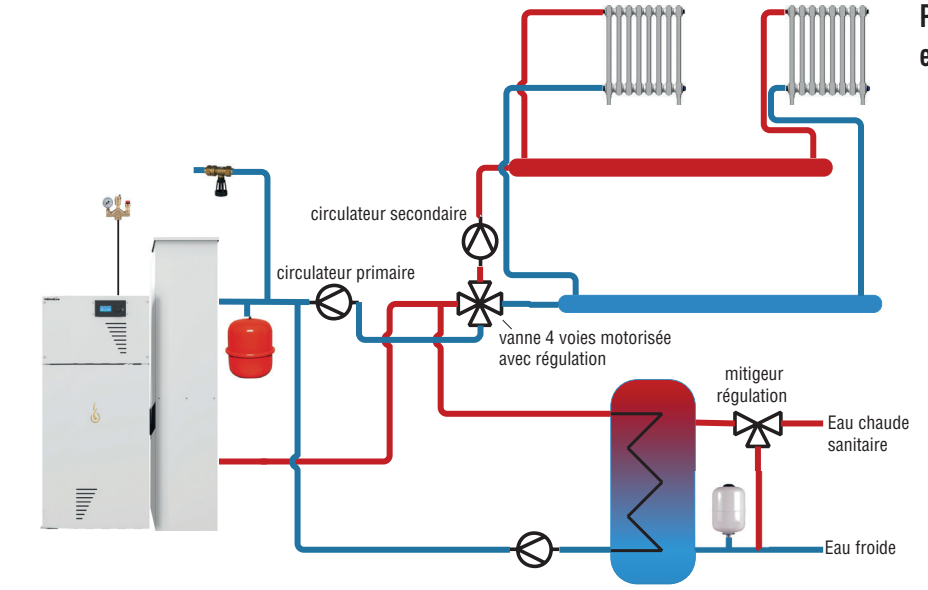 circulateur secondaire
circulateur primaire
vanne 4 voies motorisée
avec régulation
mitigeur
régulation
Eau chaude
sanitaire
Eau froide